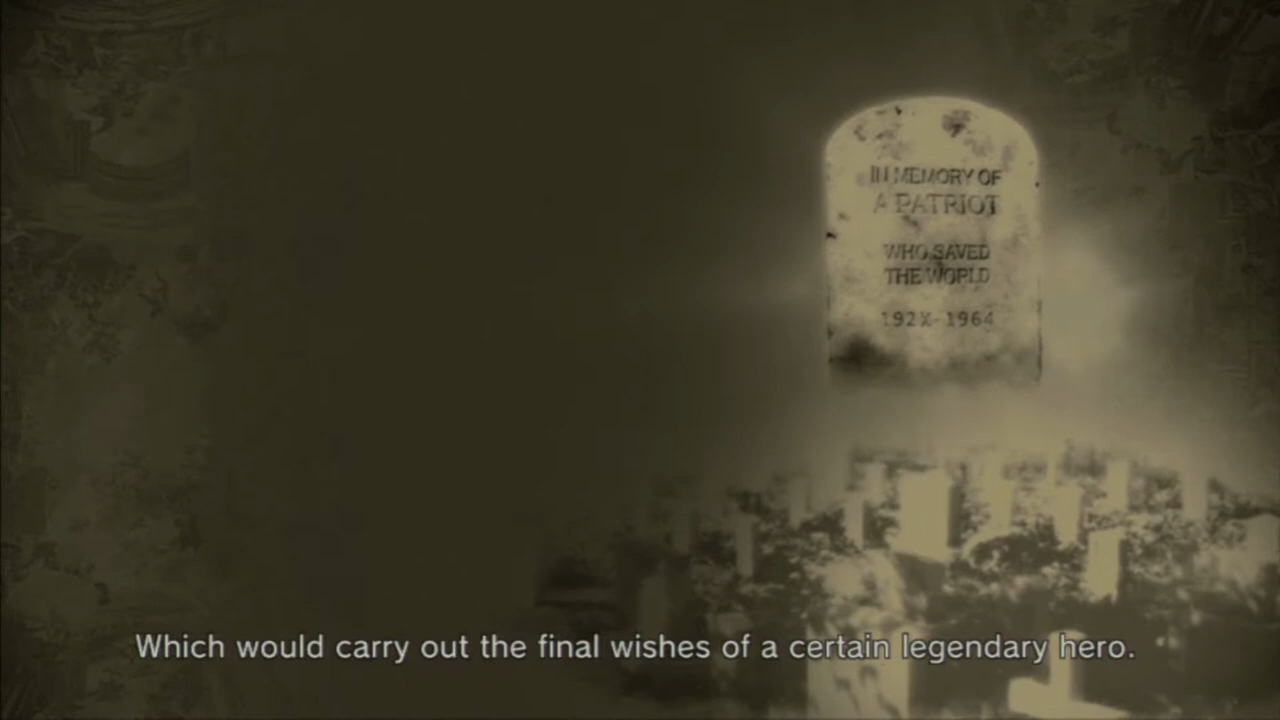 IN MEMORY OF
A PATRIOT
WHO SAVED
THE WORLD
192X-1964
Which would carry out the final wishes of a certain legendary hero.